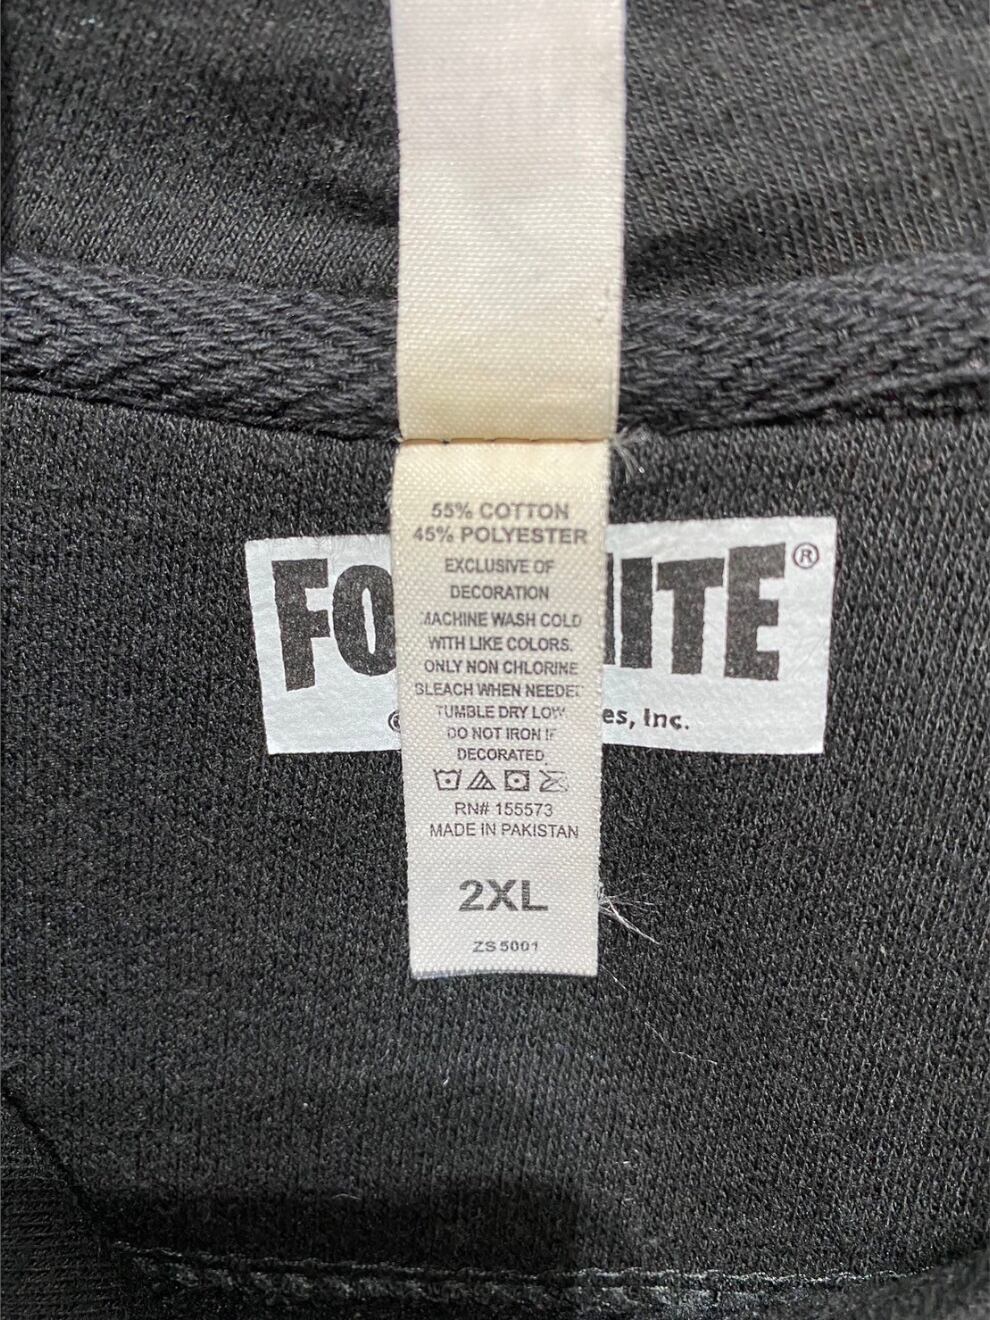 55% COTTON
45% POLYESTER
EXCLUSIVE OF
DECORATION
MACHINE WASH COLD
WITH LIKE COLORS.
ONLY NON CHLORINE
BLEACH WHEN NEEDED
TUMBLE DRY LOW
DO NOT IRON IF
DECORATED
RN# 155573
MADE IN PAKISTAN
2XL
ZS 5001
FO NITE®
© es, Inc.